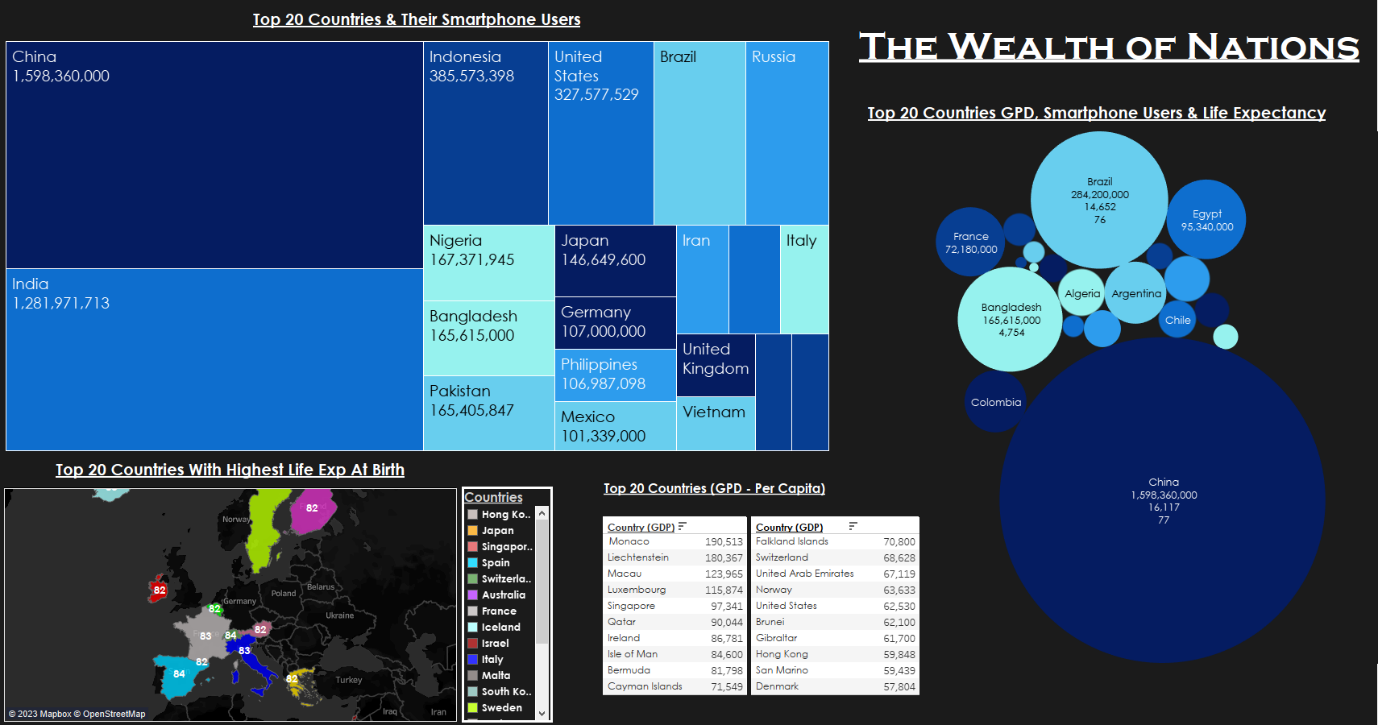 Top 20 Countries & Their Smartphone Users
China
1,598,360,000
India
1,281,971,713
Indonesia
385,573,398
United
States
327,577,529
Brazil
Russia
Nigeria
167,371,945
Bangladesh
165,615,000
Pakistan
165,405,847
Japan
146,649,600
Germany
107,000,000
Philippines
106,987,098
Mexico
101,339,000
Iran
Italy
United
Kingdom
Vietnam
THE WEALTH OF NATIONS
Top 20 Countries GPD, Smartphone Users & Life Expectancy
Brazil
284,200,000
14,652
76
Egypt
95,340,000
France
72,180,000
Algeria
Argentina
Bangladesh
165,615,000
4,754
Chile
Colombia
China
1,598,360,000
16,117
77
Top 20 Countries With Highest Life Exp At Birth
Norway
82
82
Belarus
Poland
82
Germany
Ukraine
83
84
82
83
82
84
82
Turkey
Iraq
Iran
© 2023 Mapbox © OpenStreetMap
Countries
Hong Ko..
Japan
Singapor..
Spain
Switzerla..
Australia
France
Iceland
Israel
Italy
Malta
South Ko..
Sweden
Top 20 Countries (GPD - Per Capita)
Country (GDP)
Monaco 190,513
Liechtenstein 180,367
Macau 123,965
Luxembourg 115,874
Singapore 97,341
Qatar 90,044
Ireland 86,781
Isle of Man 84,600
Bermuda 81,798
Cayman Islands 71,549
Country (GDP)
Falkland Islands 70,800
Switzerland 68,628
United Arab Emirates 67,119
Norway 63,633
United States 62,530
Brunei 62,100
Gibraltar 61,700
Hong Kong 59,848
San Marino 59,439
Denmark 57,804